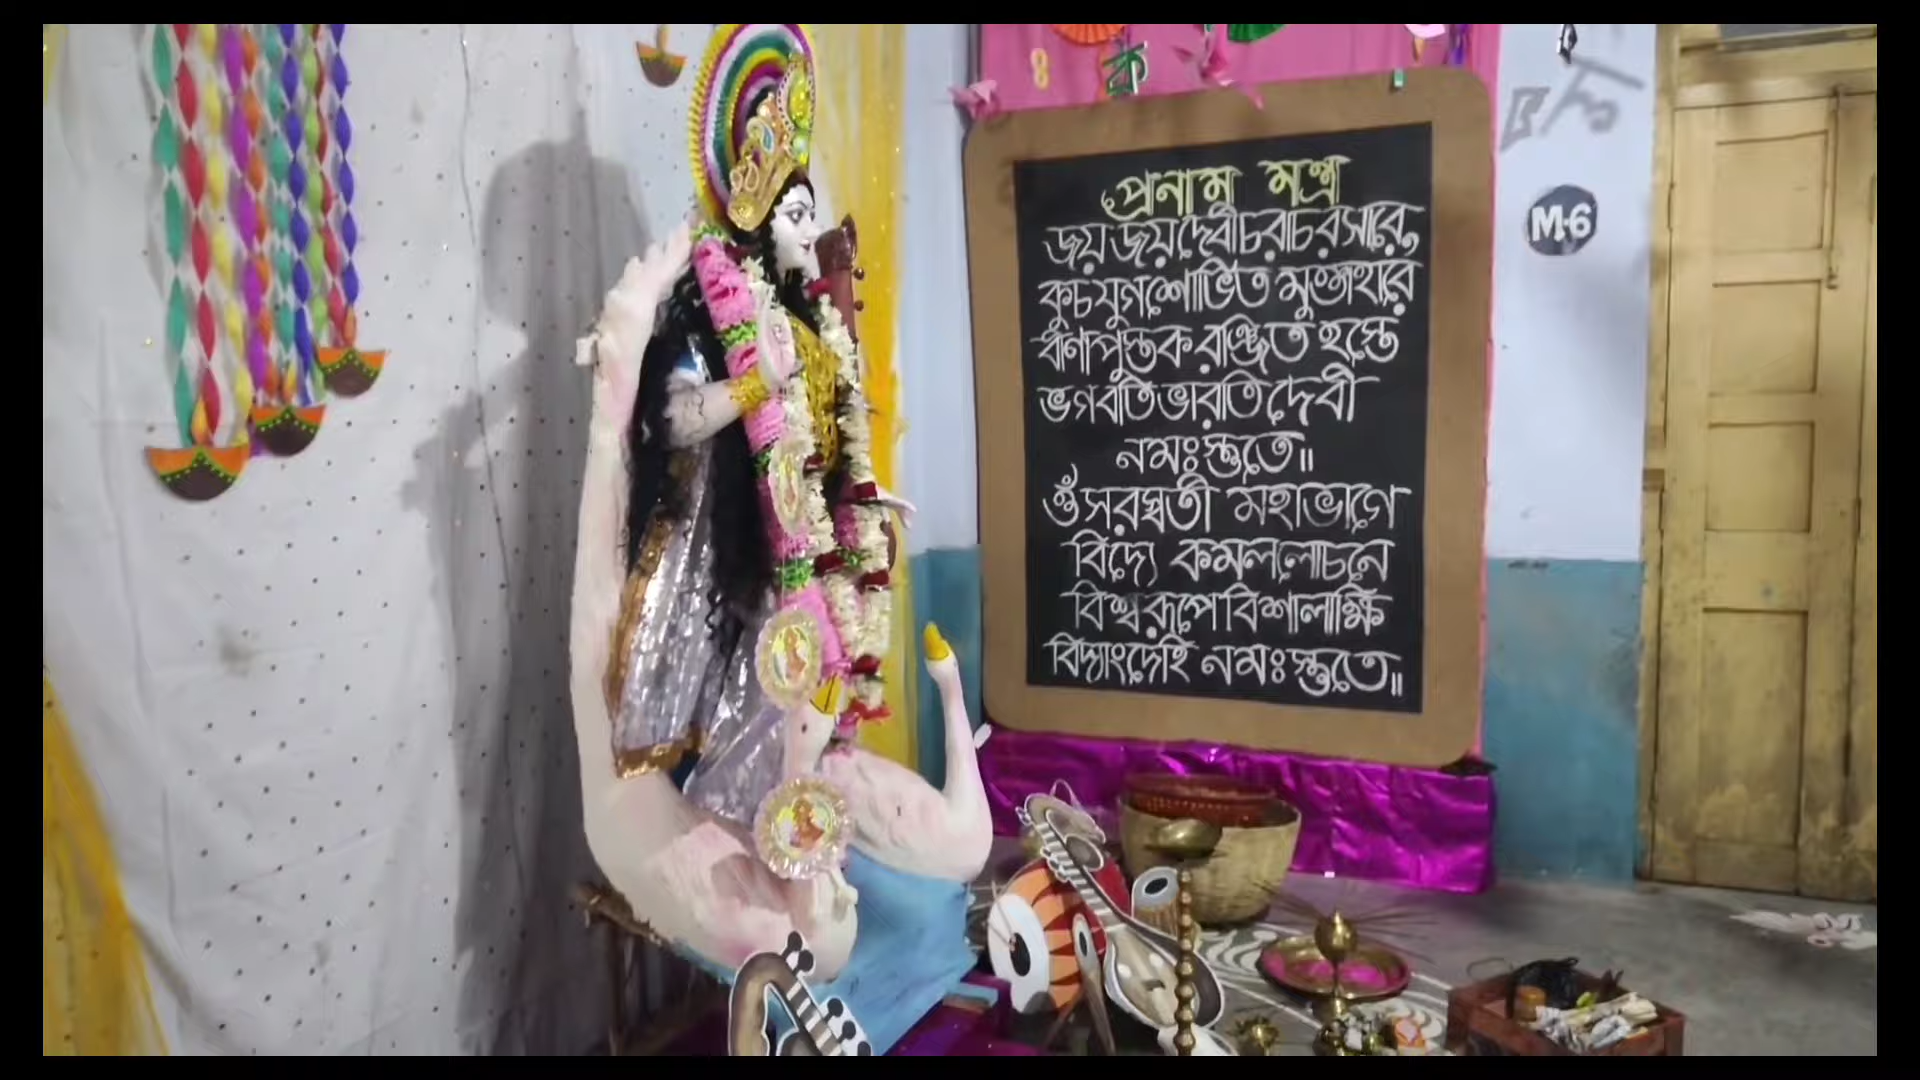 ক
M-6
প্রনাম মন্ত্র
জয় জয় দেবী চরাচর সারে,
কুচযুগশোভিত মুক্তাহারে
বীণাপুস্তক রঞ্জিত হস্তে
ভগবতি ভারতি দেবী
নমঃস্তুতে॥
ওঁ সরস্বতী মহাভাগে
বিদ্যে কমললোচনে
বিশ্বরূপে বিশালাক্ষি
বিদ্যাংদেহি নমঃস্তুতে॥